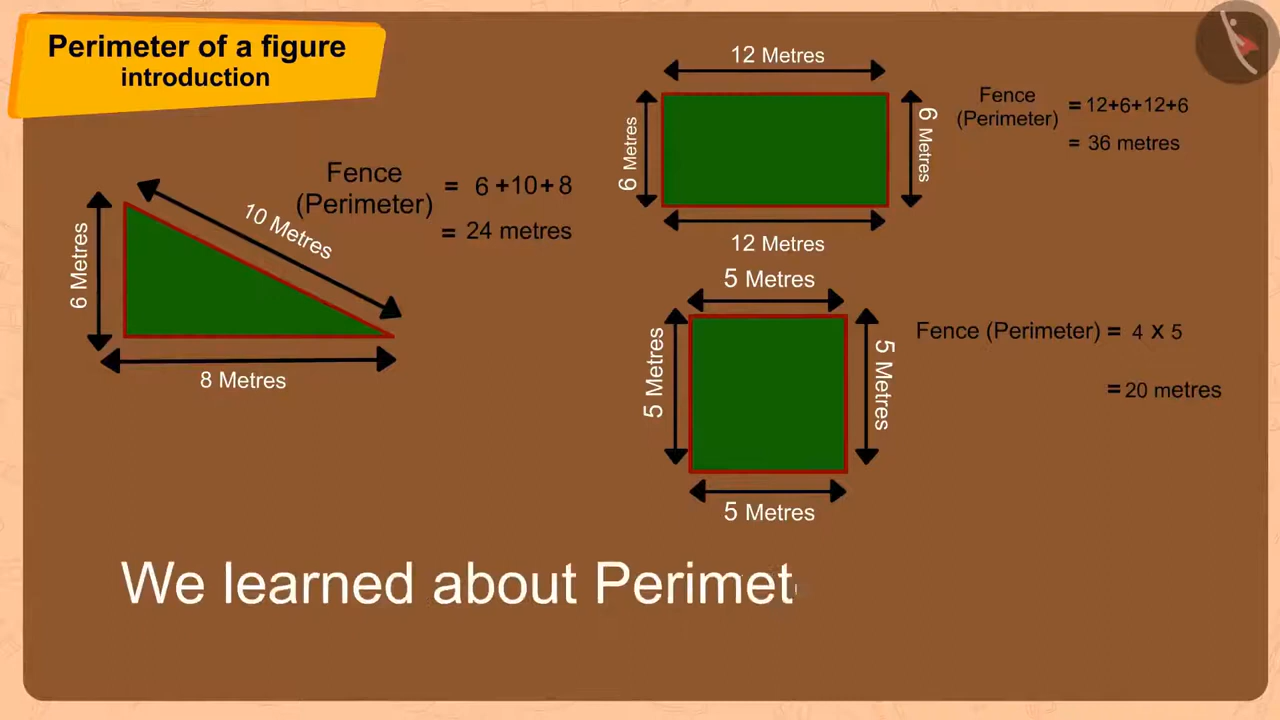 Perimeter of a figure
introduction
6 Metres
10 Metres
8 Metres
Fence
(Perimeter)
= 6 +10+ 8
= 24 metres
12 Metres
6 Metres
6 Metres
12 Metres
Fence
(Perimeter)
= 12+6+12+6
= 36 metres
5 Metres
5 Metres
5 Metres
5 Metres
Fence (Perimeter) = 4 x 5
= 20 metres
We learned about Perimet